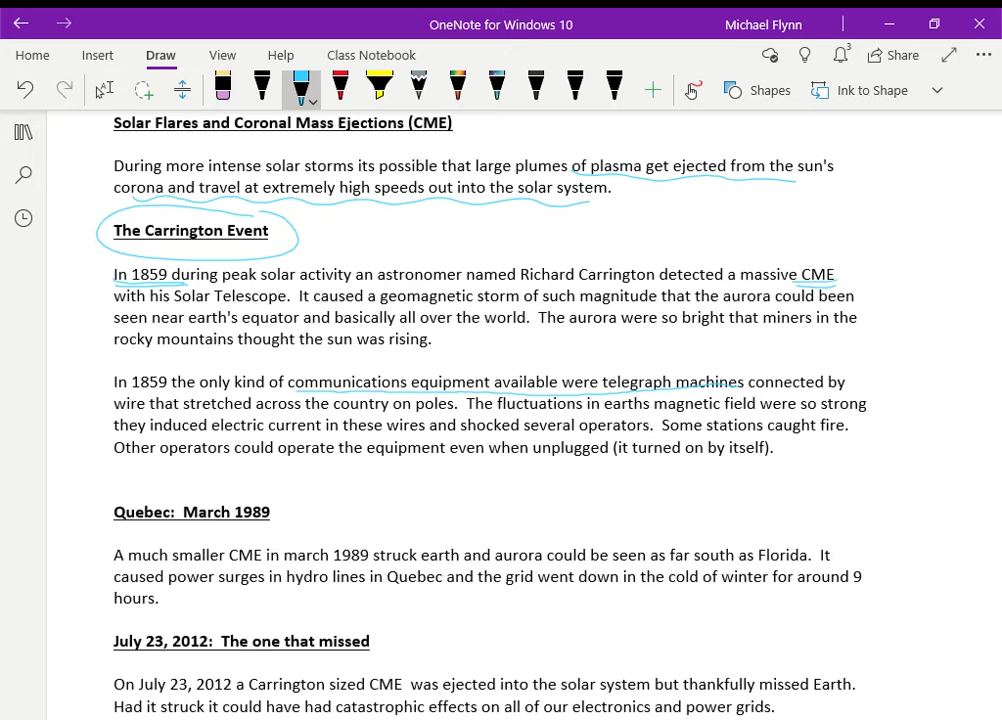 OneNote for Windows 10
Michael Flynn
Home Insert Draw View Help Class Notebook
3
Share
Shapes
Ink to Shape
Solar Flares and Coronal Mass Ejections (CME)
During more intense solar storms its possible that large plumes of plasma get ejected from the sun's
corona and travel at extremely high speeds out into the solar system.
The Carrington Event
In 1859 during peak solar activity an astronomer named Richard Carrington detected a massive CME
with his Solar Telescope.  It caused a geomagnetic storm of such magnitude that the aurora could been
seen near earth's equator and basically all over the world.  The aurora were so bright that miners in the
rocky mountains thought the sun was rising.
In 1859 the only kind of communications equipment available were telegraph machines connected by
wire that stretched across the country on poles.  The fluctuations in earths magnetic field were so strong
they induced electric current in these wires and shocked several operators.  Some stations caught fire.
Other operators could operate the equipment even when unplugged (it turned on by itself).
Quebec:  March 1989
A much smaller CME in march 1989 struck earth and aurora could be seen as far south as Florida.  It
caused power surges in hydro lines in Quebec and the grid went down in the cold of winter for around 9
hours.
July 23, 2012:  The one that missed
On July 23, 2012 a Carrington sized CME  was ejected into the solar system but thankfully missed Earth.
Had it struck it could have had catastrophic effects on all of our electronics and power grids.